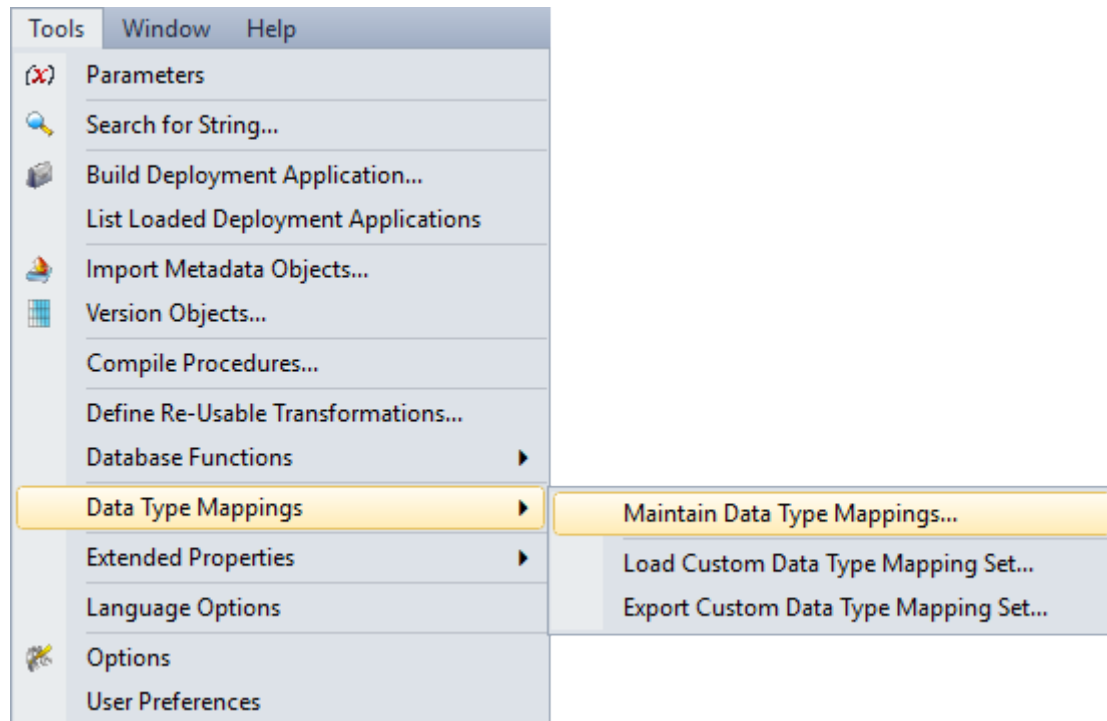 Tools Window Help
(x) Parameters
Search for String...
Build Deployment Application...
List Loaded Deployment Applications
Import Metadata Objects...
Version Objects...
Compile Procedures...
Define Re-Usable Transformations...
Database Functions
Data Type Mappings
Maintain Data Type Mappings...
Load Custom Data Type Mapping Set...
Export Custom Data Type Mapping Set...
Extended Properties
Language Options
Options
User Preferences